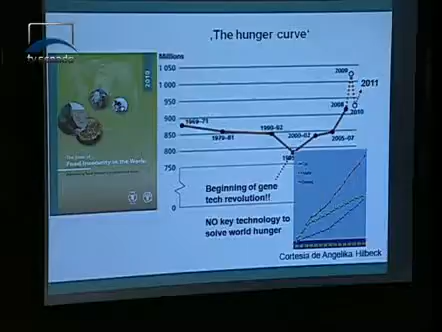 tv senado
‚The hunger curve‘
2010
Millions
1 050
1 000
950
900
850
800
750
0
1969–71
1979–81
1990–92
1995
2000–02
2005–07
2008
2009
2010
2011
The State of
Food Insecurity in the World
Beginning of gene
tech revolution!!
NO key technology to
solve world hunger
Cortesia de Angelika Hilbeck